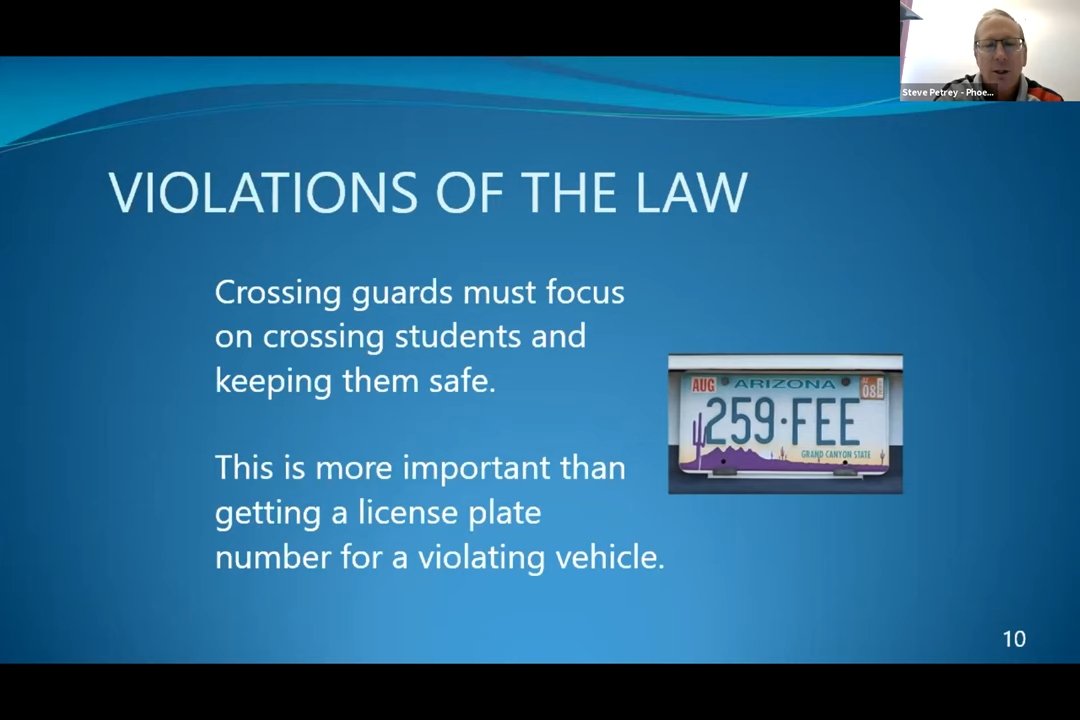 Steve Petrey - Phoe...
VIOLATIONS OF THE LAW
Crossing guards must focus
on crossing students and
keeping them safe.
This is more important than
getting a license plate
number for a violating vehicle.
AUG
ARIZONA
08
259·FEE
GRAND CANYON STATE
10